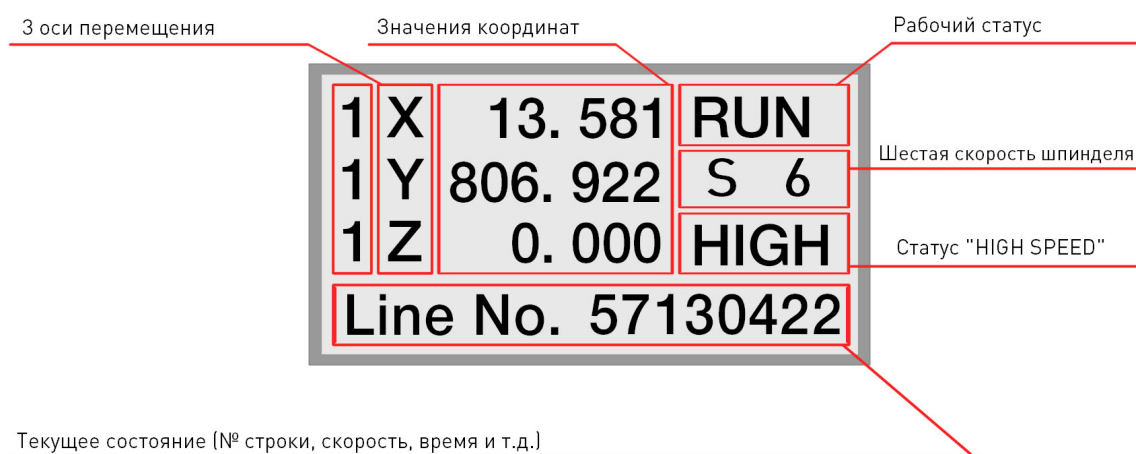 3 оси перемещения
Значения координат
Рабочий статус
1 X 13. 581 RUN
1 Y 806. 922 S 6
Шестая скорость шпинделя
1 Z 0. 000 HIGH
Статус "HIGH SPEED"
Line No. 57130422
Текущее состояние (№ строки, скорость, время и т.д.)